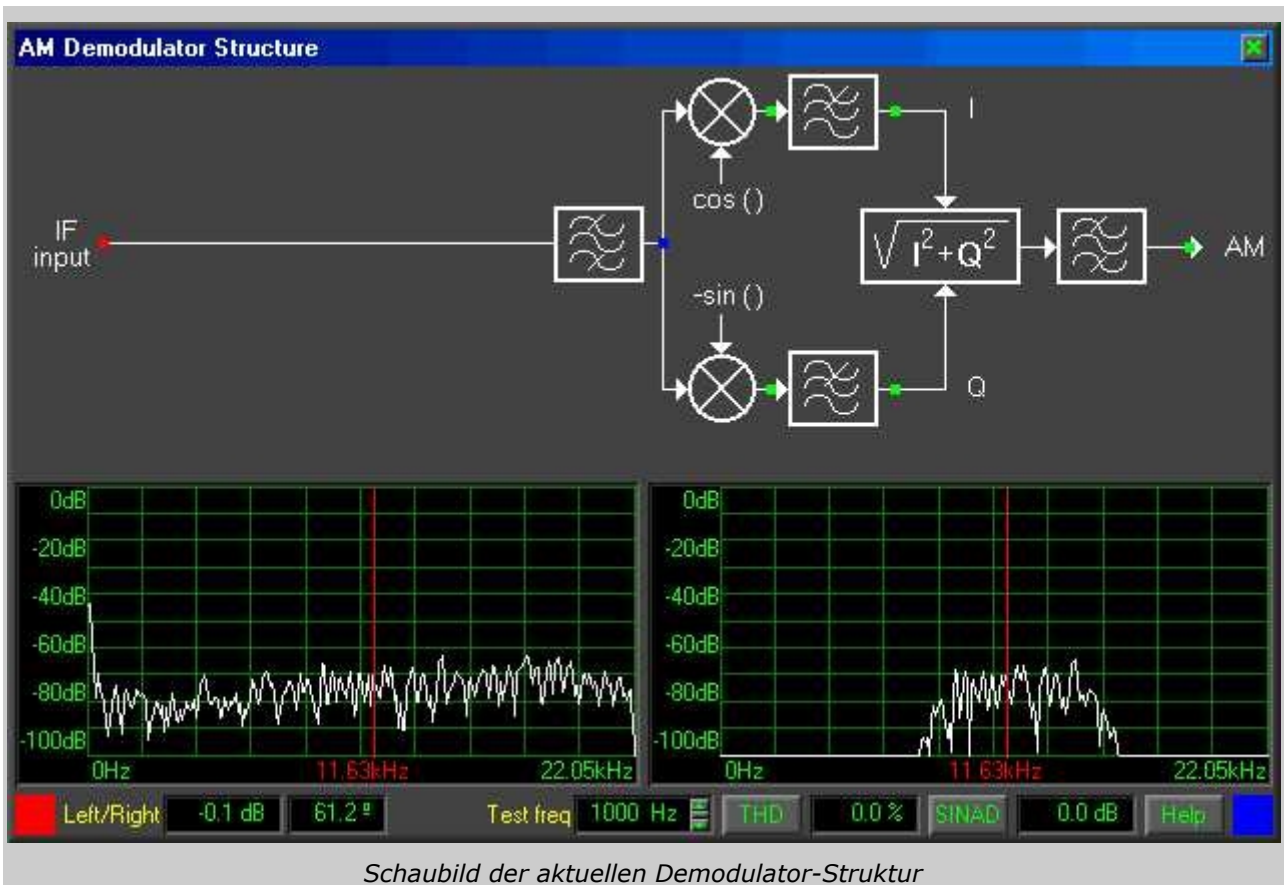 AM Demodulator Structure
I
cos ()
IF
input
√ I²+Q²
AM
-sin ()
Q
0dB
-20dB
-40dB
-60dB
-80dB
-100dB
0Hz 11.63kHz 22.05kHz
0dB
-20dB
-40dB
-60dB
-80dB
-100dB
0Hz 11.63kHz 22.05kHz
Left/Right -0.1 dB 61.2 º Test freq 1000 Hz THD 0.0 % SINAD 0.0 dB Help
Schaubild der aktuellen Demodulator-Struktur